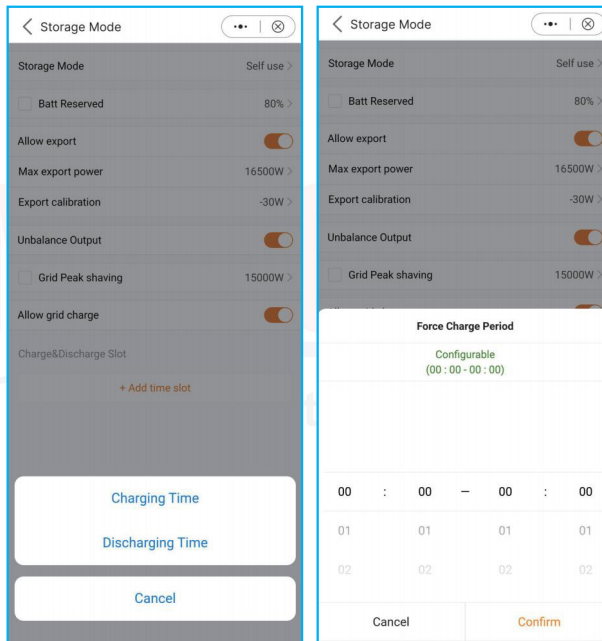 Storage Mode
Storage Mode Self use >
Batt Reserved 80% >
Allow export
Max export power 16500W >
Export calibration -30W >
Unbalance Output
Grid Peak shaving 15000W >
Allow grid charge
Charge&Discharge Slot
+ Add time slot
Charging Time
Discharging Time
Cancel
Storage Mode
Storage Mode Self use >
Batt Reserved 80% >
Allow export
Max export power 16500W >
Export calibration -30W >
Unbalance Output
Grid Peak shaving 15000W >
Force Charge Period
Configurable
(00 : 00 - 00 : 00)
00 : 00 – 00 : 00
01 01 01 01
02 02 02 02
Cancel Confirm